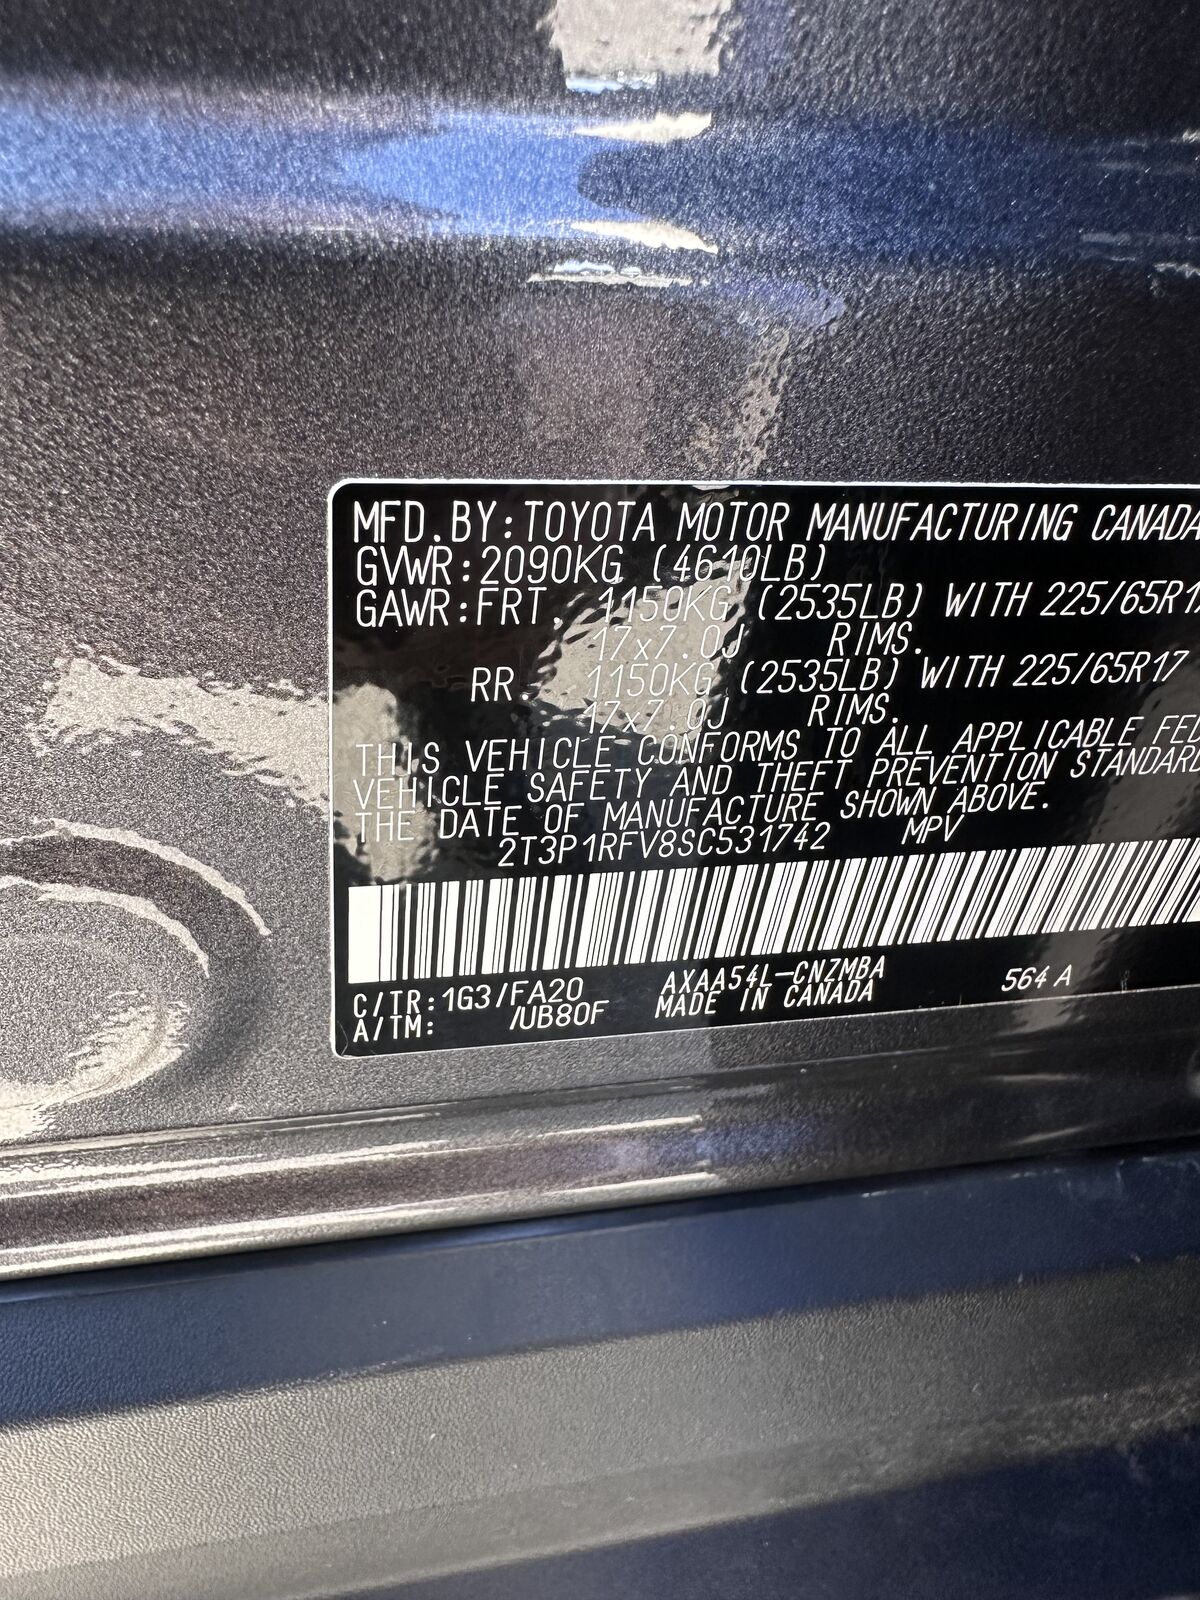 MFD.BY:TOYOTA MOTOR MANUFACTURING CANADA
GVWR:2090KG (4610LB)
GAWR:FRT. 1150KG (2535LB) WITH 225/65R17
17x7.0J RIMS.
RR. 1150KG (2535LB) WITH 225/65R17
17x7.0J RIMS.
THIS VEHICLE CONFORMS TO ALL APPLICABLE FED
VEHICLE SAFETY AND THEFT PREVENTION STANDARD
THE DATE OF MANUFACTURE SHOWN ABOVE.
2T3P1RFV8SC531742 MPV
C/TR:1G3/FA20 AXAA54L-CNZMBA 564A
A/TM: /UB80F MADE IN CANADA